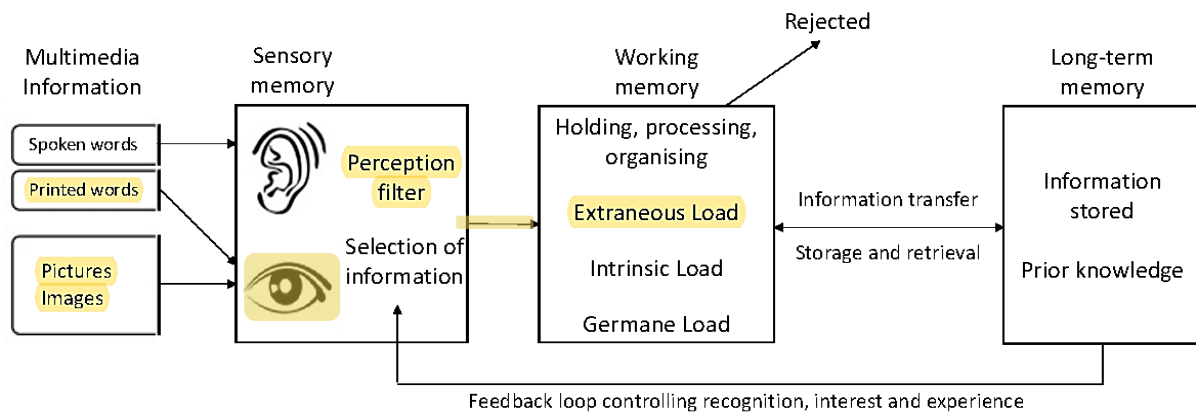 Multimedia
Information
Spoken words
Printed words
Pictures
Images
Sensory
memory
Perception
filter
Selection of
information
Working
memory
Rejected
Holding, processing,
organising
Extraneous Load
Intrinsic Load
Germane Load
Information transfer
Storage and retrieval
Long-term
memory
Information
stored
Prior knowledge
Feedback loop controlling recognition, interest and experience